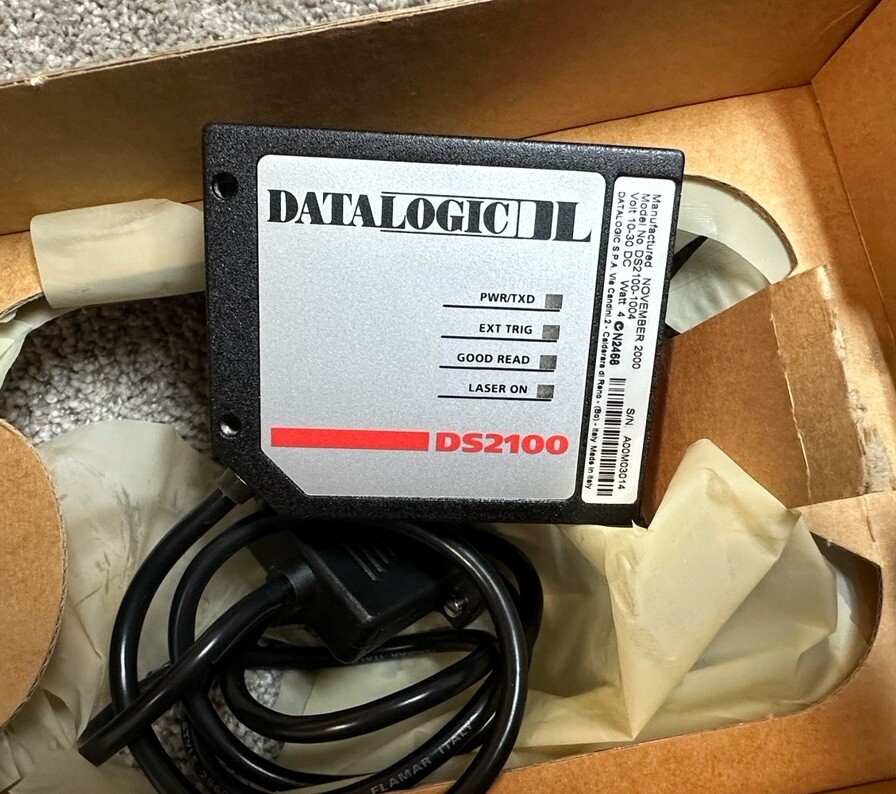 DATALOGIC DL
PWR/TXD
EXT TRIG
GOOD READ
LASER ON
DS2100
Manufactured NOVEMBER 2000
Model No DS2100-1004
Volt 10-30 DC Watt 4 N2468
DATALOGIC S.P.A. Via Candini,2 - Calderara di Reno - (Bo) - Italy Made in Italy
S/N. A00M03014
FLAMAR ITALY